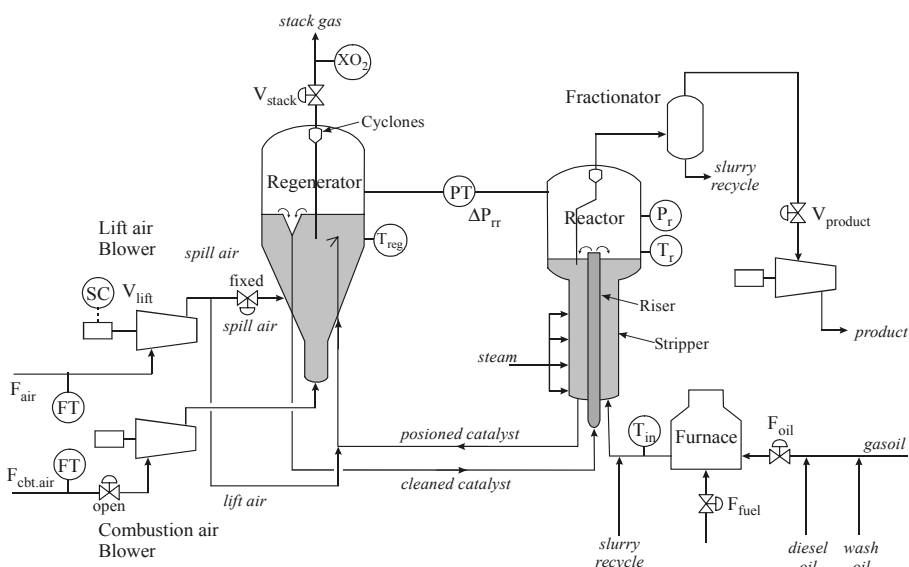 stack gas
XO2
Vstack
Cyclones
Fractionator
Regenerator
PT
ΔPrr
Reactor
Pr
Tr
slurry
recycle
Vproduct
Lift air
Blower
spill air
Treg
SC
Vlift
fixed
spill air
Riser
Stripper
product
steam
Fair
FT
posioned catalyst
Tin
Furnace
Foil
gasoil
Fcbt.air
FT
open
lift air
cleaned catalyst
Ffuel
Combustion air
Blower
slurry
recycle
diesel
oil
wash
oil